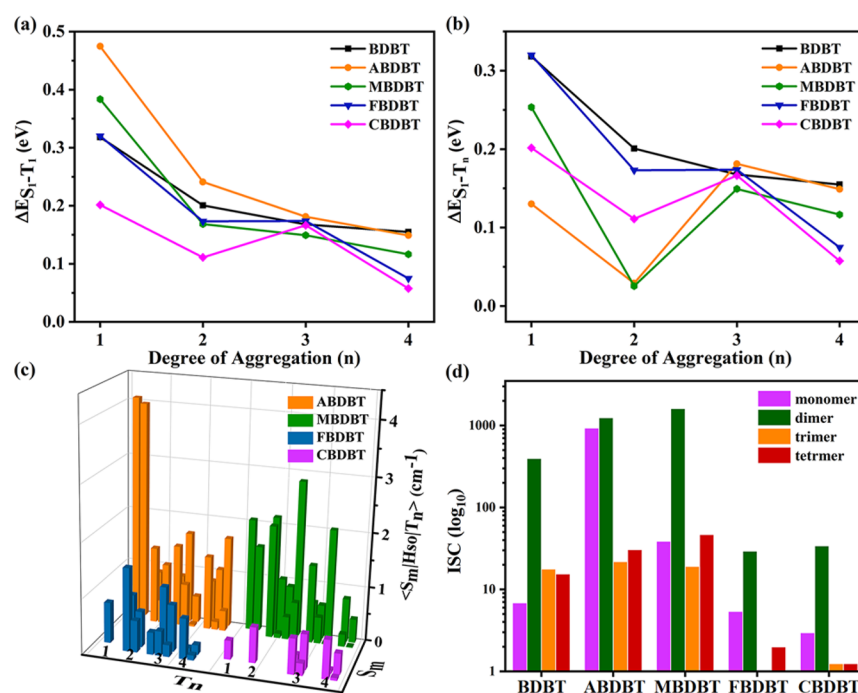 (a)
0.5
0.4
0.3
0.2
0.1
0.0
ΔE_S₁-T₁ (eV)
BDBT
ABDBT
MBDBT
FBDBT
CBDBT
1 2 3 4
Degree of Aggregation (n)
(b)
0.3
0.2
0.1
0.0
ΔE_S₁-Tₙ (eV)
BDBT
ABDBT
MBDBT
FBDBT
CBDBT
1 2 3 4
Degree of Aggregation (n)
(c)
ABDBT
MBDBT
FBDBT
CBDBT
4
3
2
1
0
<Sₘ|Hso|Tₙ> (cm⁻¹)
1 2 3 4 1 2 3 4
Tₙ
Sₘ
(d)
monomer
dimer
trimer
tetrmer
1000
100
10
1
ISC (log₁₀)
BDBT ABDBT MBDBT FBDBT CBDBT